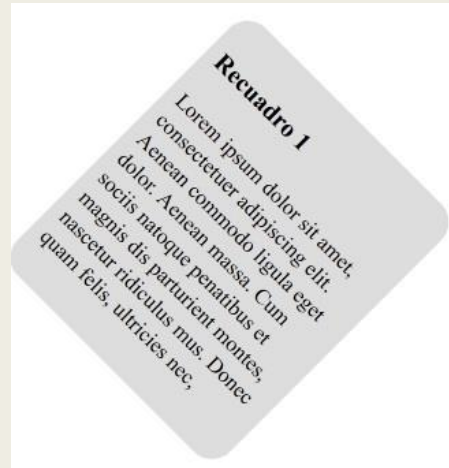 Recuadro 1
Lorem ipsum dolor sit amet,
consectetuer adipiscing elit.
Aenean commodo ligula eget
dolor. Aenean massa. Cum
sociis natoque penatibus et
magnis dis parturient montes,
nascetur ridiculus mus. Donec
quam felis, ultricies nec,